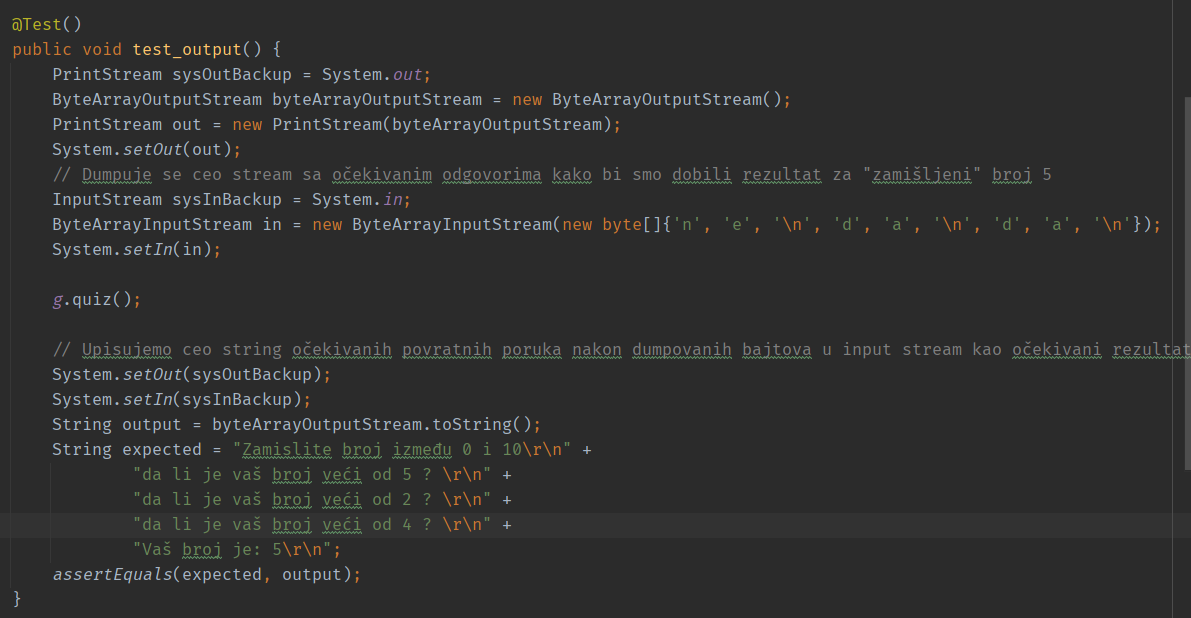 @Test()
public void test_output() {
    PrintStream sysOutBackup = System.out;
    ByteArrayOutputStream byteArrayOutputStream = new ByteArrayOutputStream();
    PrintStream out = new PrintStream(byteArrayOutputStream);
    System.setOut(out);
    // Dumpuje se ceo stream sa očekivanim odgovorima kako bi smo dobili rezultat za "zamišljeni" broj 5
    InputStream sysInBackup = System.in;
    ByteArrayInputStream in = new ByteArrayInputStream(new byte[]{'n', 'e', '\n', 'd', 'a', '\n', 'd', 'a', '\n'});
    System.setIn(in);

    g.quiz();

    // Upisujemo ceo string očekivanih povratnih poruka nakon dumpovanih bajtova u input stream kao očekivani rezultat
    System.setOut(sysOutBackup);
    System.setIn(sysInBackup);
    String output = byteArrayOutputStream.toString();
    String expected = "Zamislite broj između 0 i 10\r\n" +
            "da li je vaš broj veći od 5 ? \r\n" +
            "da li je vaš broj veći od 2 ? \r\n" +
            "da li je vaš broj veći od 4 ? \r\n" +
            "Vaš broj je: 5\r\n";
    assertEquals(expected, output);
}